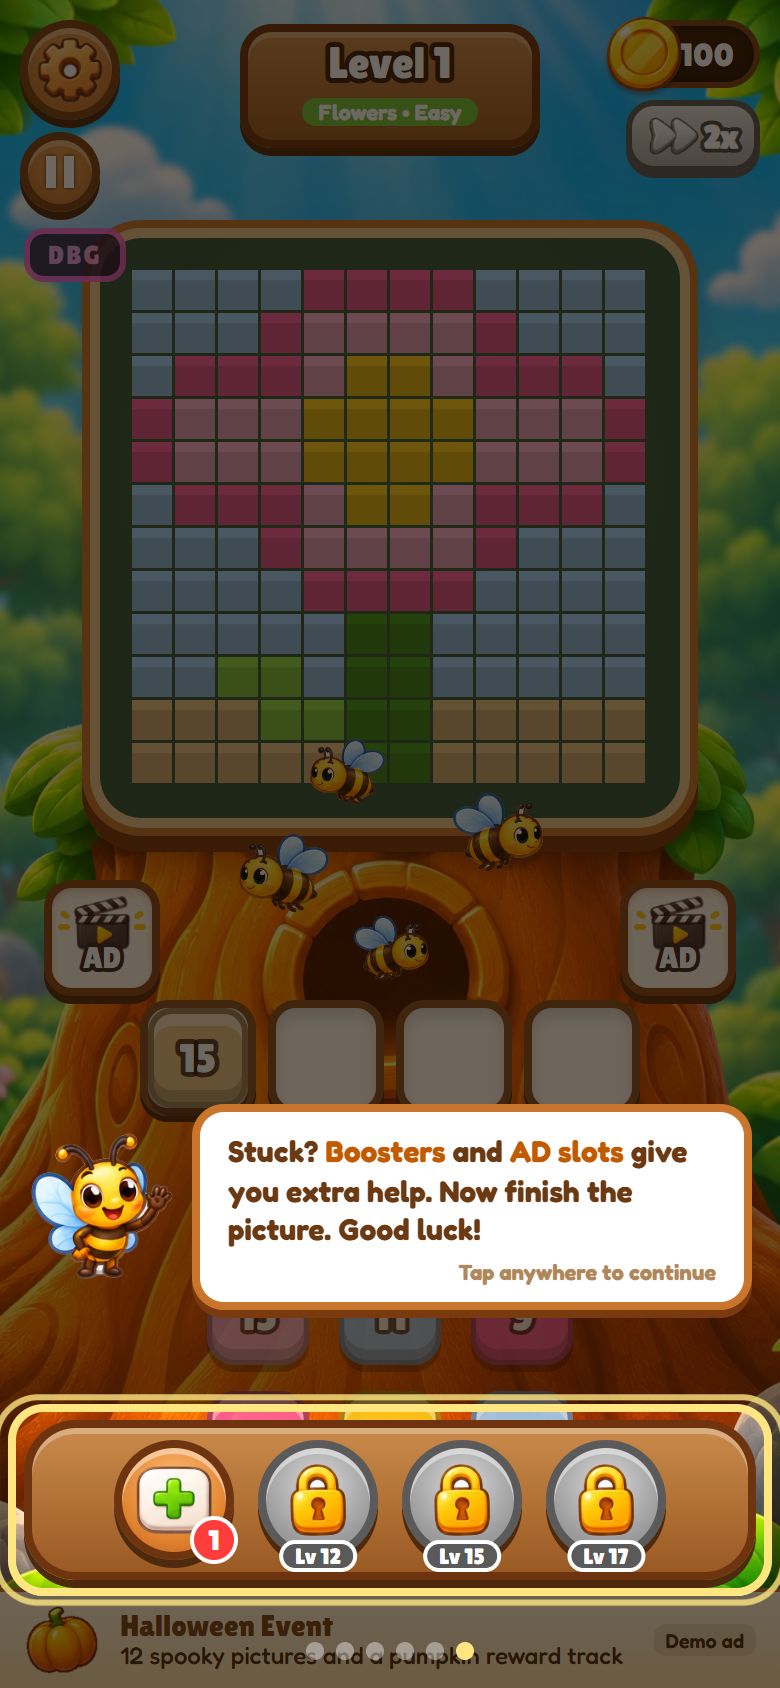 Level 1
Flowers • Easy
100
2x
DBG
AD
AD
15
Stuck? Boosters and AD slots give
you extra help. Now finish the
picture. Good luck!
Tap anywhere to continue
1
Lv 12
Lv 15
Lv 17
Halloween Event
12 spooky pictures and a pumpkin reward track
Demo ad